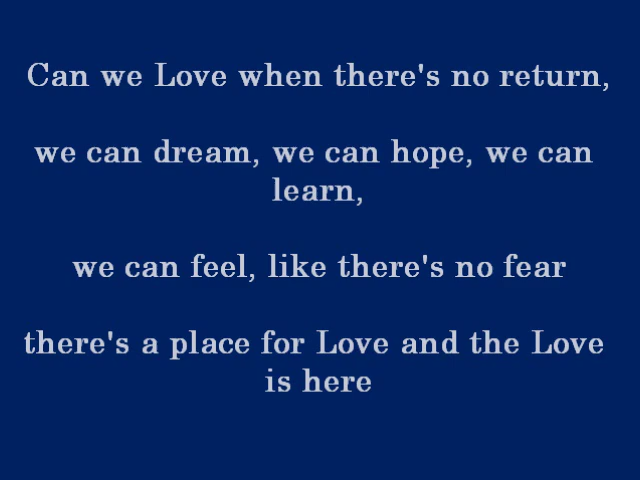 Can we Love when there's no return,
we can dream, we can hope, we can
learn,
we can feel, like there's no fear
there's a place for Love and the Love
is here